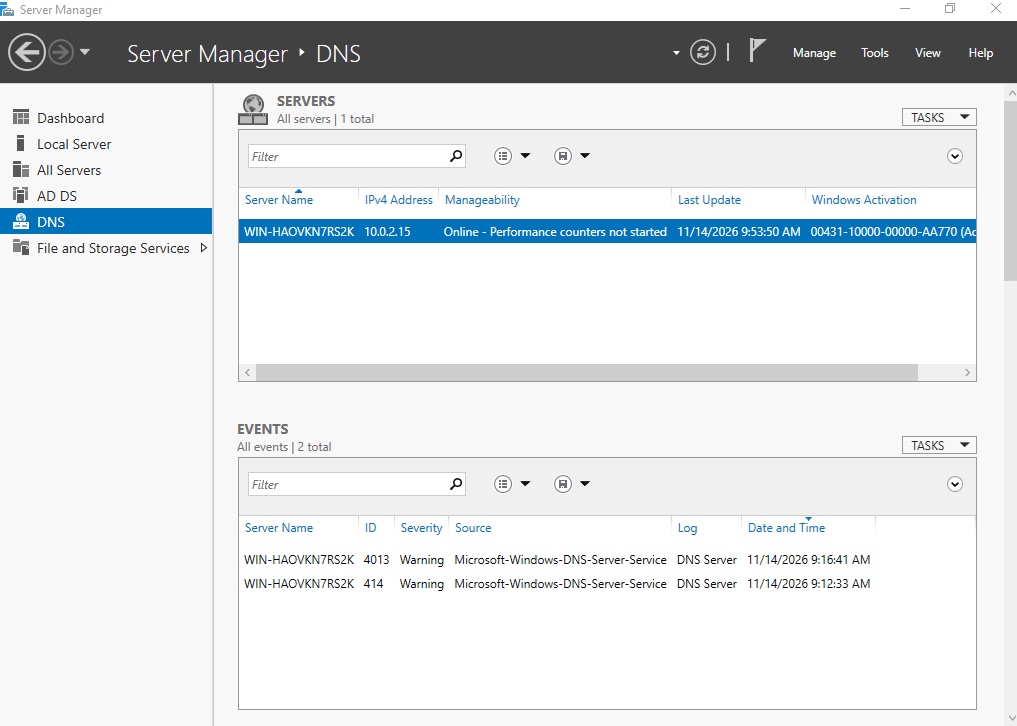 Server Manager
Server Manager ‣ DNS
Manage Tools View Help
Dashboard
Local Server
All Servers
AD DS
DNS
File and Storage Services
SERVERS
All servers | 1 total
TASKS
Filter
Server Name IPv4 Address Manageability Last Update Windows Activation
WIN-HAOVKN7RS2K 10.0.2.15 Online - Performance counters not started 11/14/2026 9:53:50 AM 00431-10000-00000-AA770 (Ac
EVENTS
All events | 2 total
TASKS
Filter
Server Name ID Severity Source Log Date and Time
WIN-HAOVKN7RS2K 4013 Warning Microsoft-Windows-DNS-Server-Service DNS Server 11/14/2026 9:16:41 AM
WIN-HAOVKN7RS2K 414 Warning Microsoft-Windows-DNS-Server-Service DNS Server 11/14/2026 9:12:33 AM